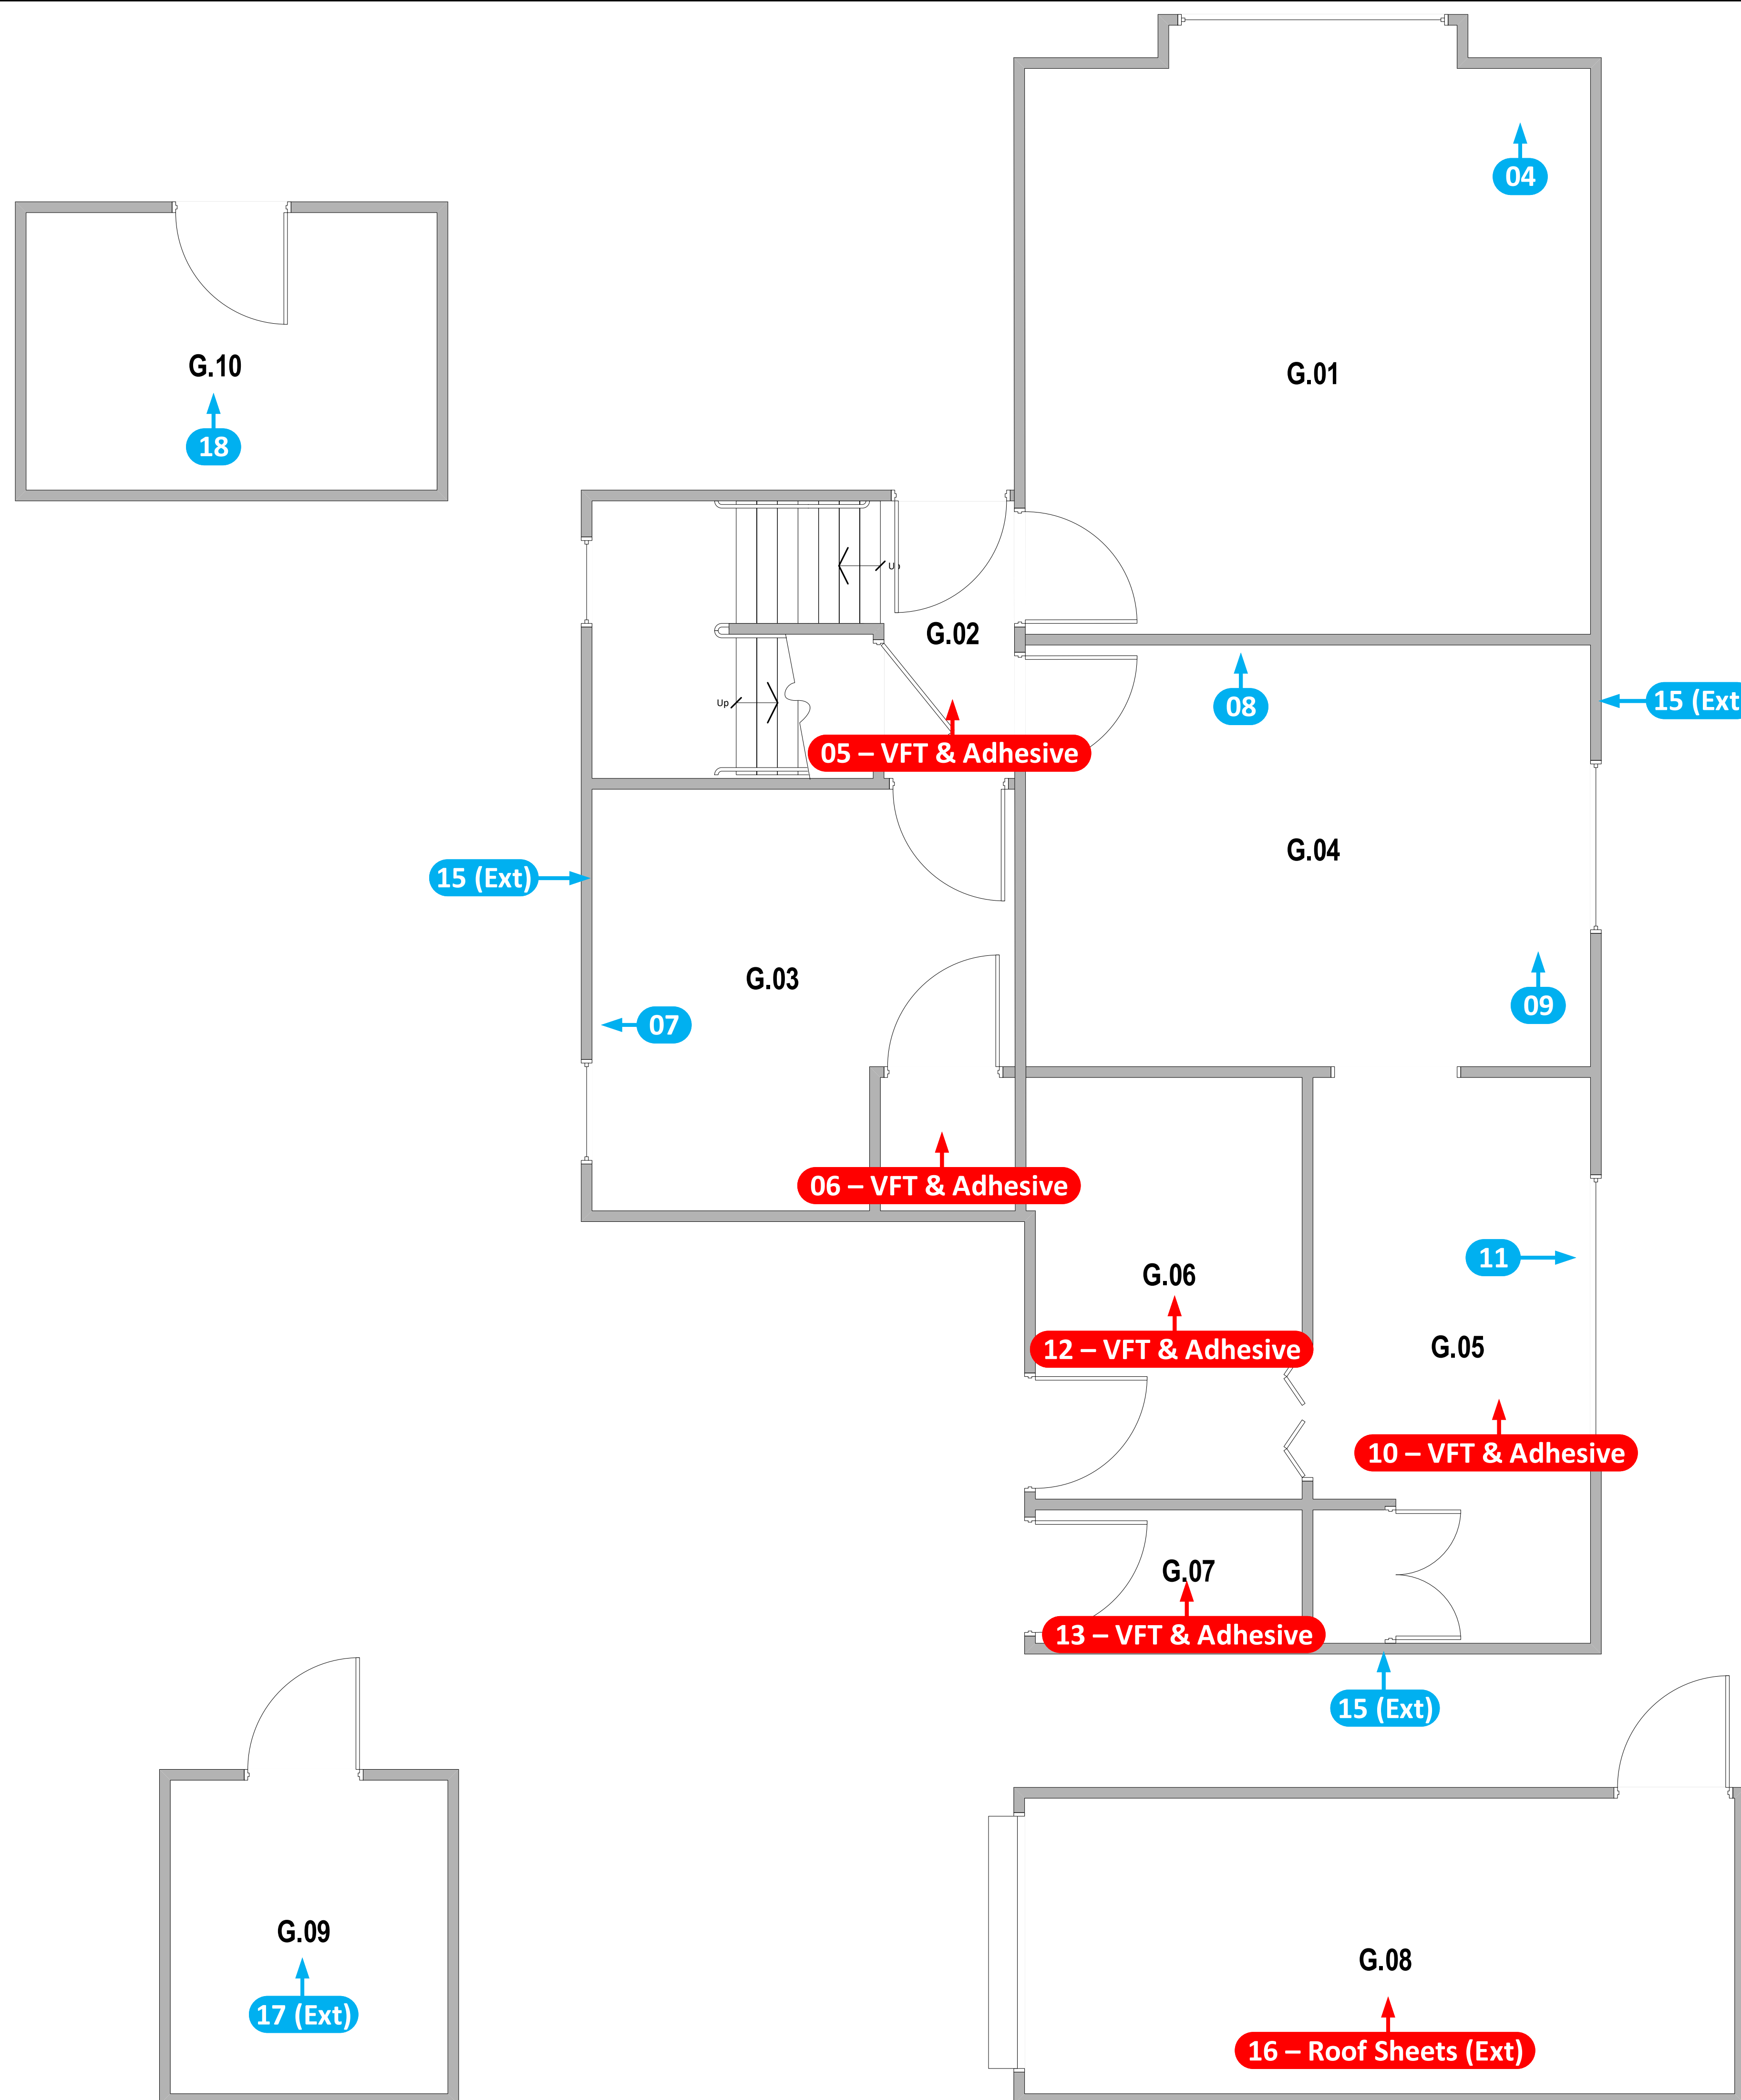 04
G.10
G.01
18
Up
G.02
Up
08
15 (Ext
05 – VFT & Adhesive
G.04
15 (Ext)
G.03
09
07
06 – VFT & Adhesive
11
G.06
12 – VFT & Adhesive
G.05
10 – VFT & Adhesive
G.07
13 – VFT & Adhesive
15 (Ext)
G.09
G.08
17 (Ext)
16 – Roof Sheets (Ext)